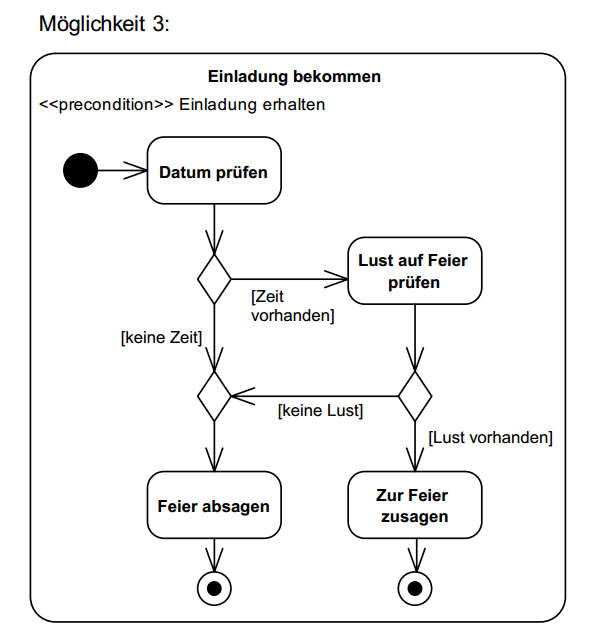 Möglichkeit 3:
Einladung bekommen
<<precondition>> Einladung erhalten
Datum prüfen
Lust auf Feier
prüfen
[Zeit
vorhanden]
[keine Zeit]
[keine Lust]
[Lust vorhanden]
Feier absagen
Zur Feier
zusagen